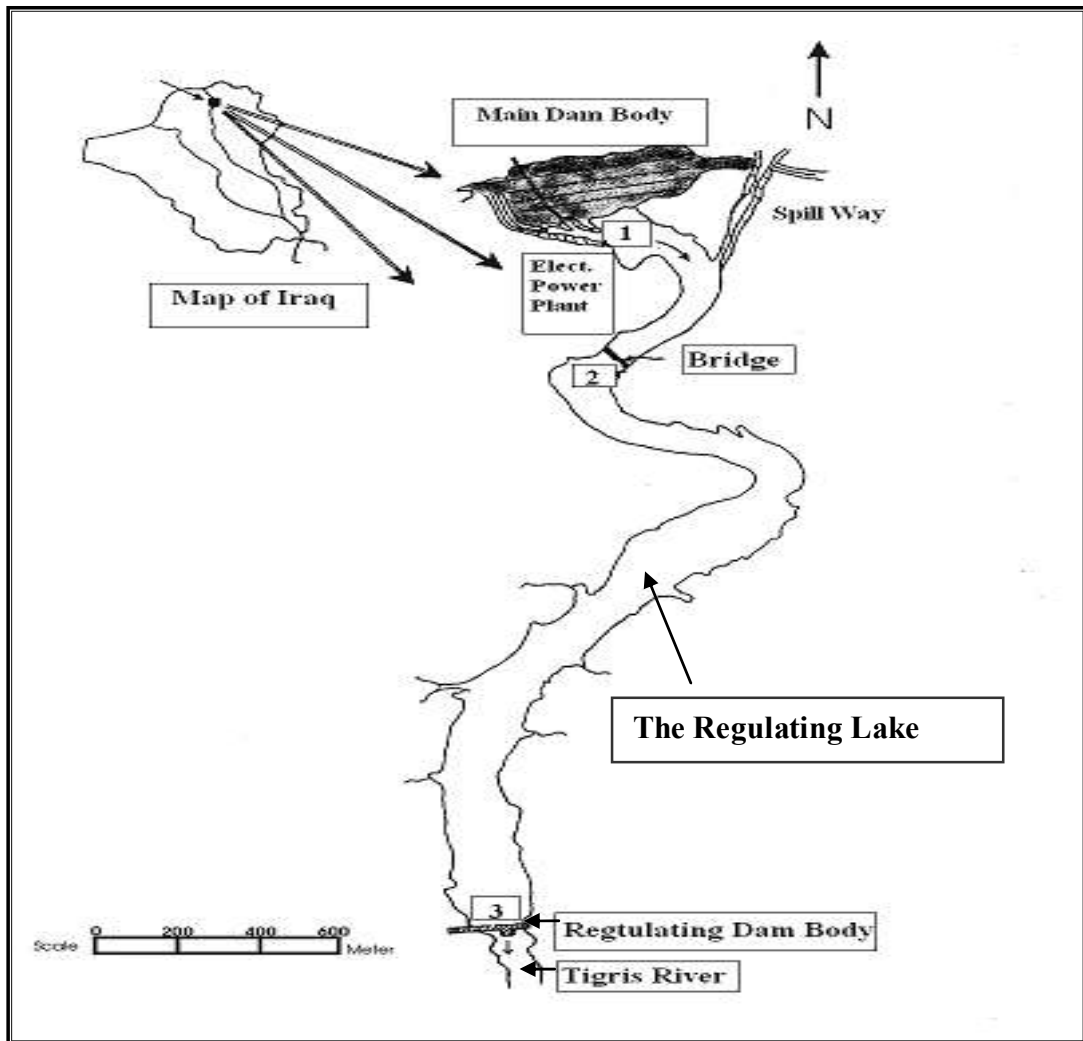 Main Dam Body
N
Spill Way
1
Elect.
Power
Plant
Map of Iraq
Bridge
2
The Regulating Lake
3
Regtulating Dam Body
Tigris River
0 200 400 600
Scale
Meter